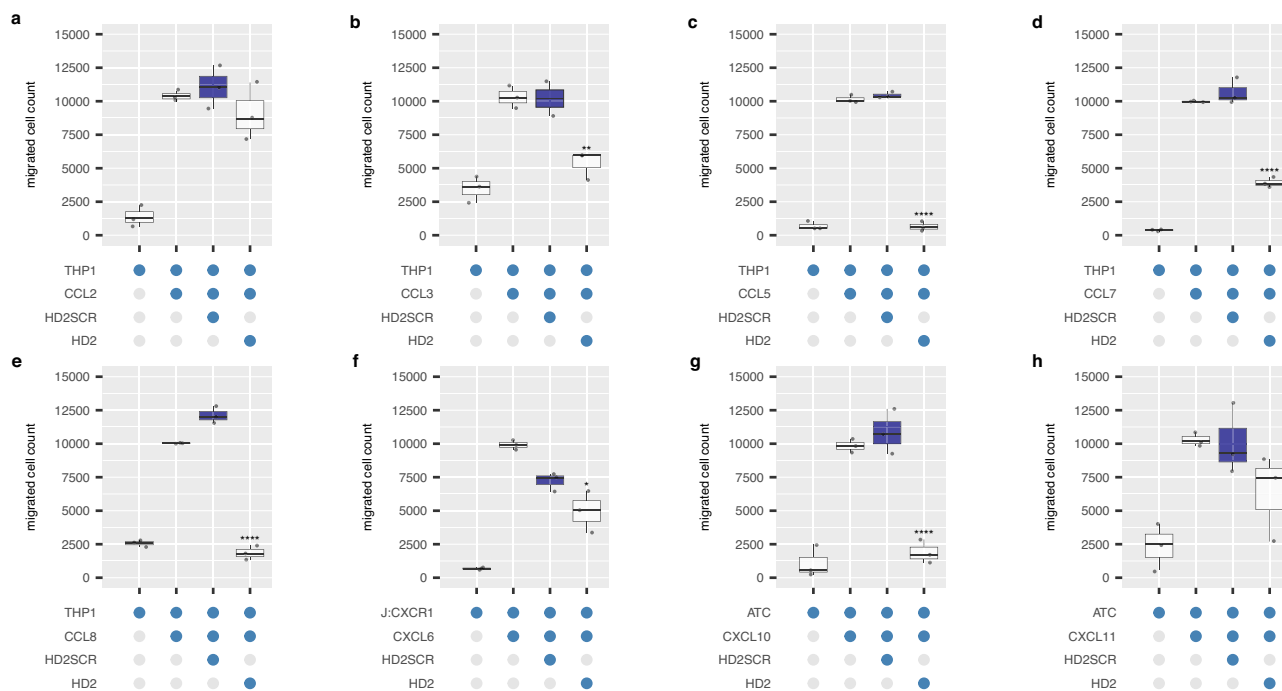 a
migrated cell count
15000
12500
10000
7500
5000
2500
0
THP1
CCL2
HD2SCR
HD2
b
migrated cell count
15000
12500
10000
7500
5000
2500
0
**
THP1
CCL3
HD2SCR
HD2
c
migrated cell count
15000
12500
10000
7500
5000
2500
0
****
THP1
CCL5
HD2SCR
HD2
d
migrated cell count
15000
12500
10000
7500
5000
2500
0
****
THP1
CCL7
HD2SCR
HD2
e
migrated cell count
15000
12500
10000
7500
5000
2500
0
****
THP1
CCL8
HD2SCR
HD2
f
migrated cell count
15000
12500
10000
7500
5000
2500
0
*
J:CXCR1
CXCL6
HD2SCR
HD2
g
migrated cell count
15000
12500
10000
7500
5000
2500
0
****
ATC
CXCL10
HD2SCR
HD2
h
migrated cell count
15000
12500
10000
7500
5000
2500
0
ATC
CXCL11
HD2SCR
HD2